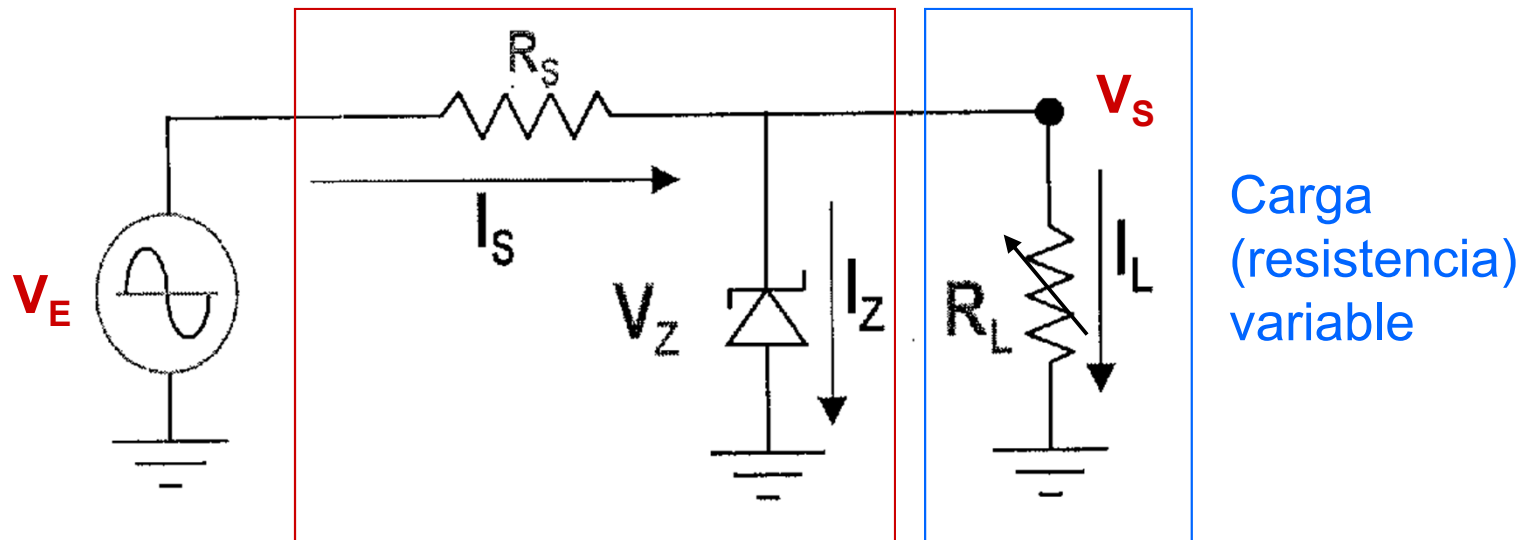 R_S
V_S
I_S
V_E
V_Z
I_Z
R_L
I_L
Carga
(resistencia)
variable